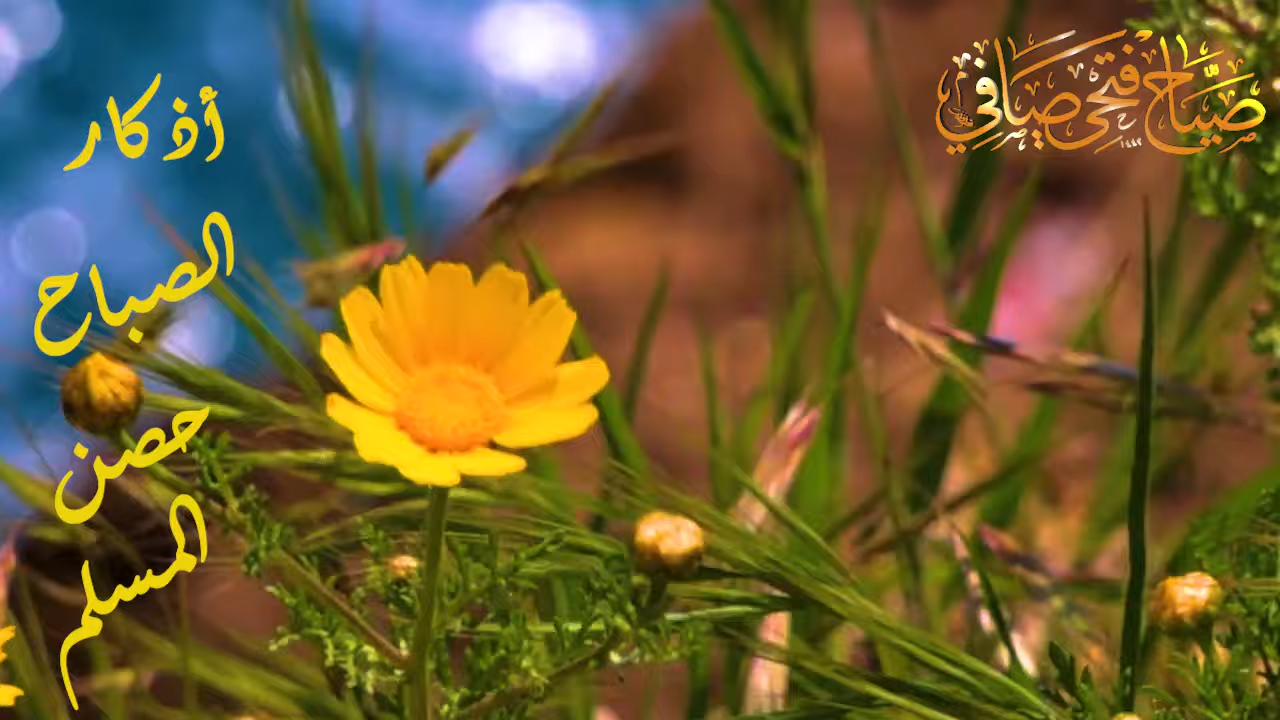 صباح فتحي صيافي
أذكار
الصباح
حصن
المسلم